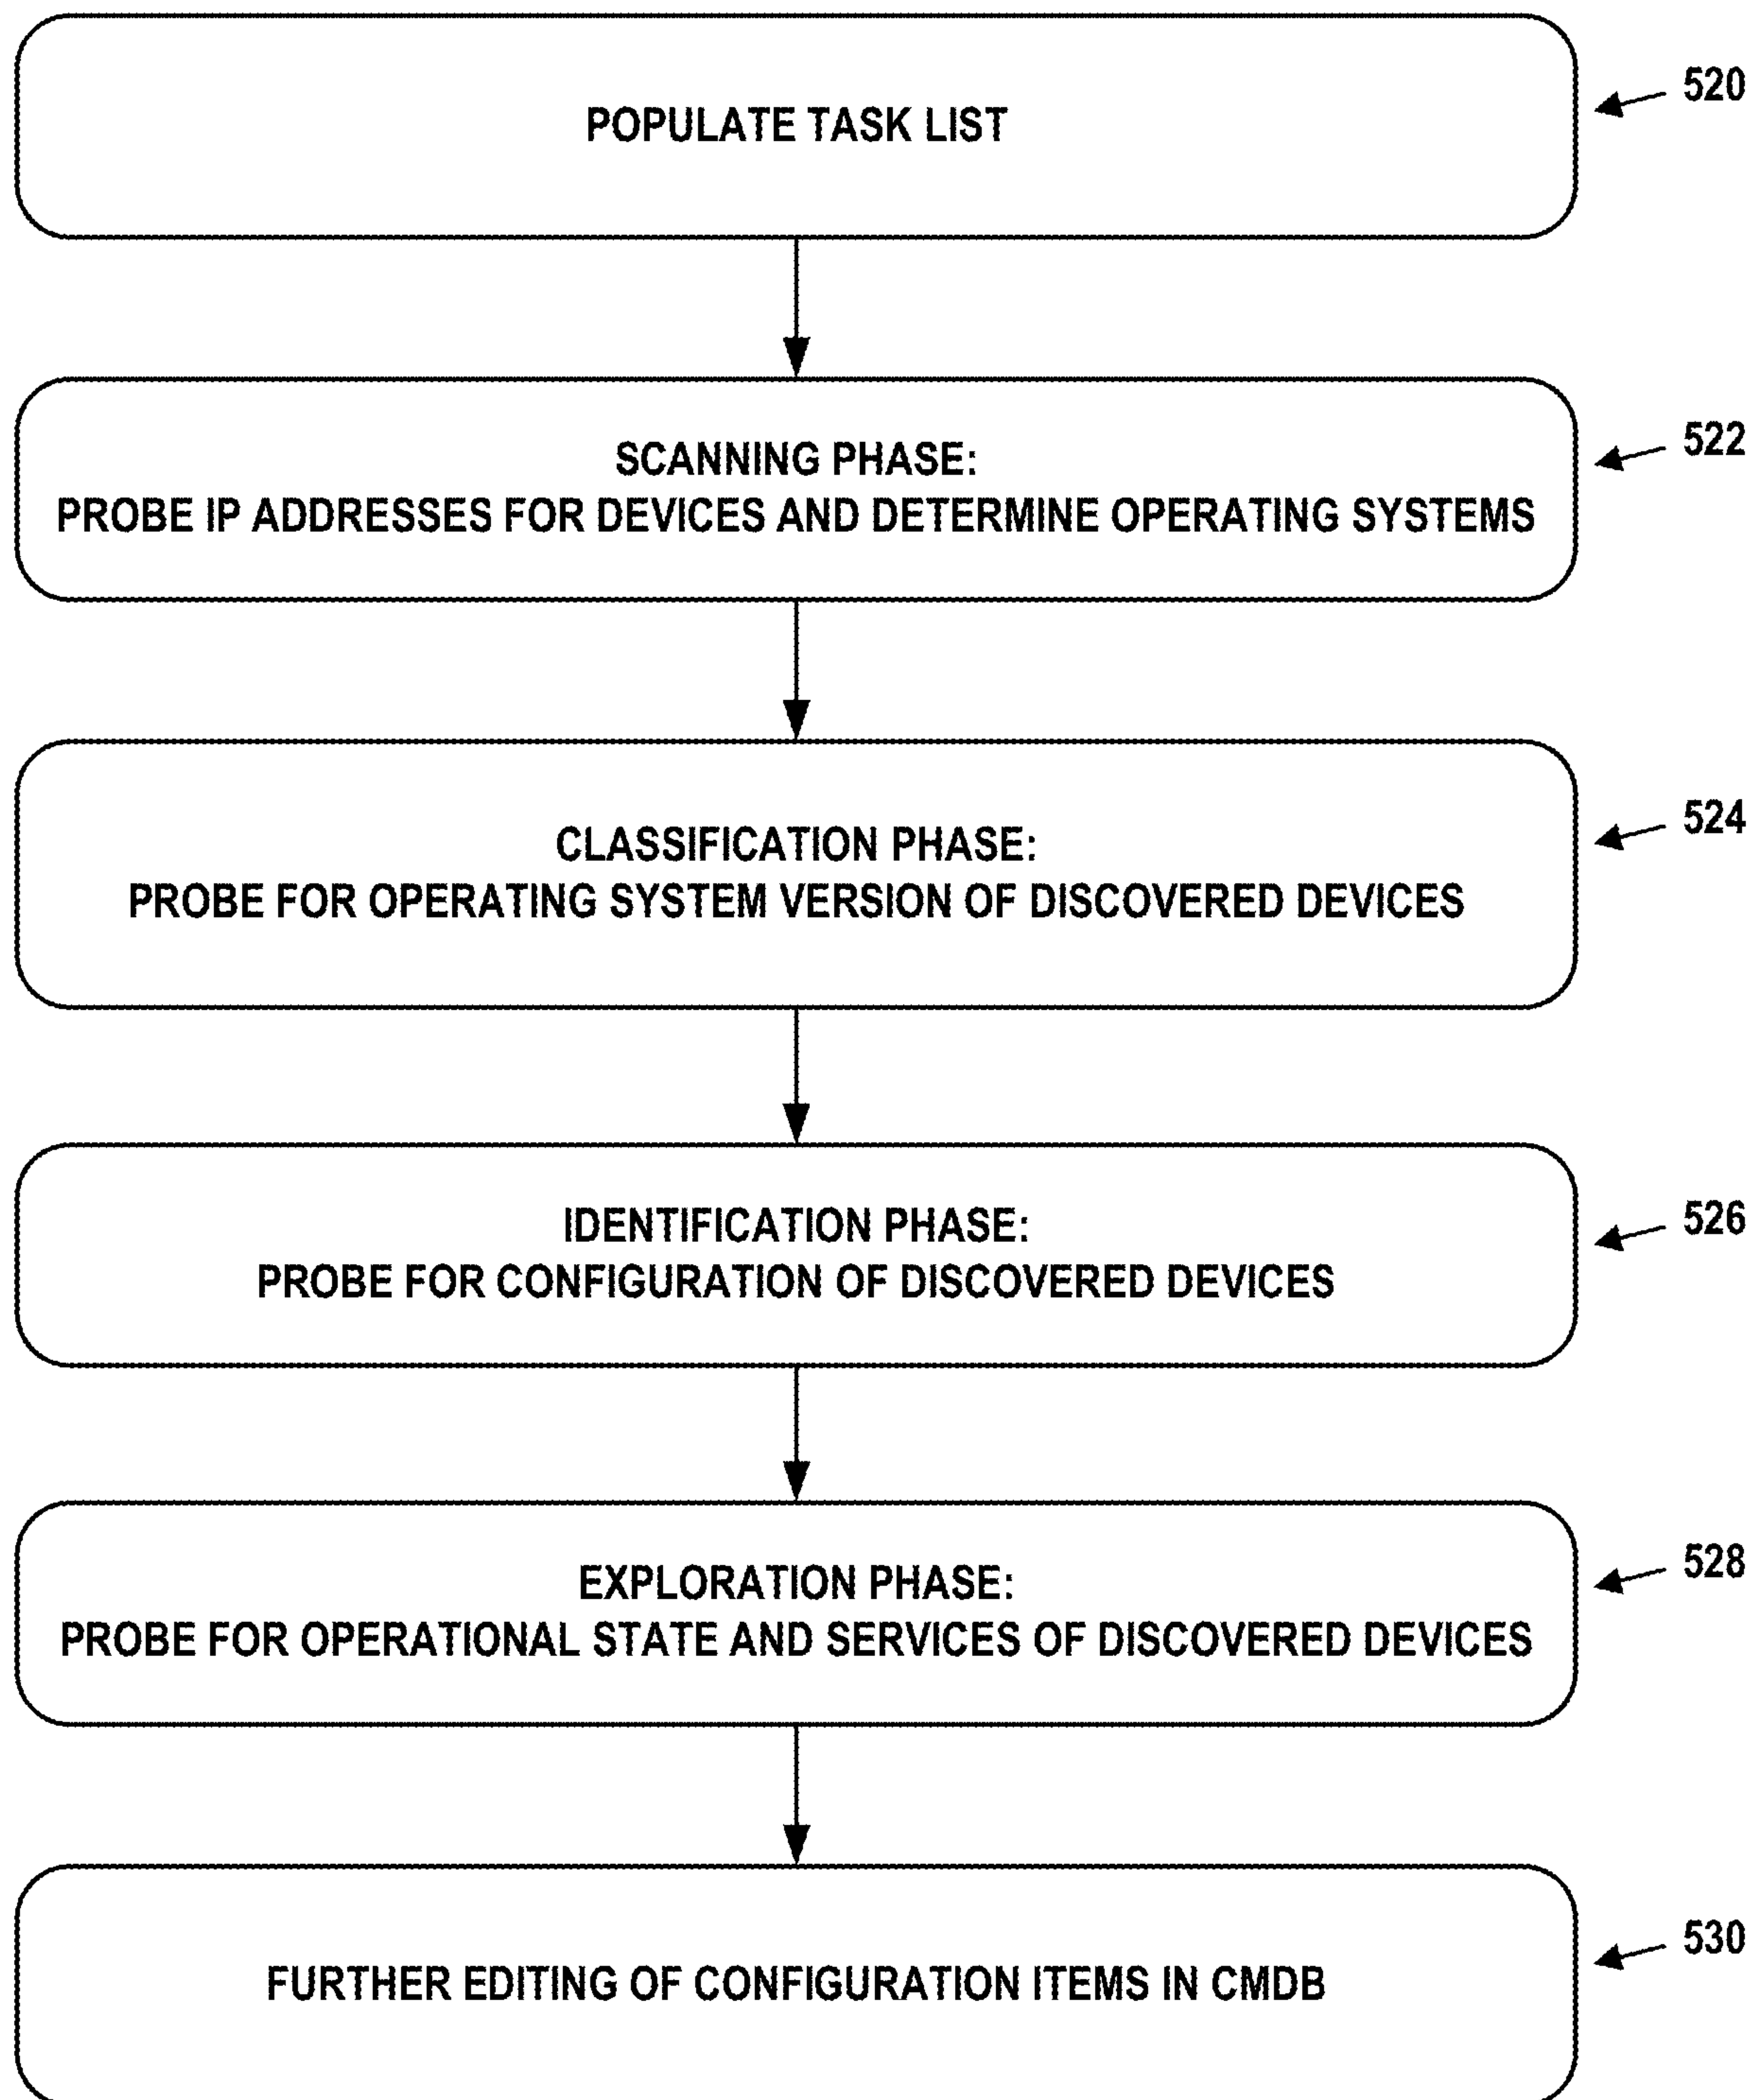 POPULATE TASK LIST
520
SCANNING PHASE:
PROBE IP ADDRESSES FOR DEVICES AND DETERMINE OPERATING SYSTEMS
522
CLASSIFICATION PHASE:
PROBE FOR OPERATING SYSTEM VERSION OF DISCOVERED DEVICES
524
IDENTIFICATION PHASE:
PROBE FOR CONFIGURATION OF DISCOVERED DEVICES
526
EXPLORATION PHASE:
PROBE FOR OPERATIONAL STATE AND SERVICES OF DISCOVERED DEVICES
528
FURTHER EDITING OF CONFIGURATION ITEMS IN CMDB
530